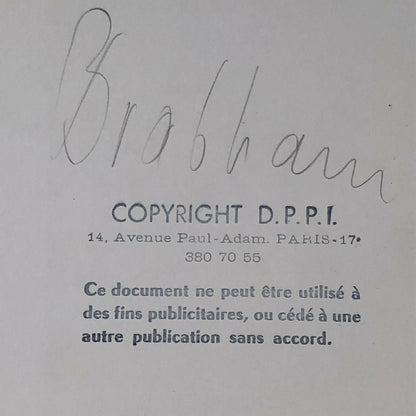 Brabham
COPYRIGHT D.P.P.I.
14, Avenue Paul-Adam. PARIS-17e
380 70 55
Ce document ne peut être utilisé à
des fins publicitaires, ou cédé à une
autre publication sans accord.